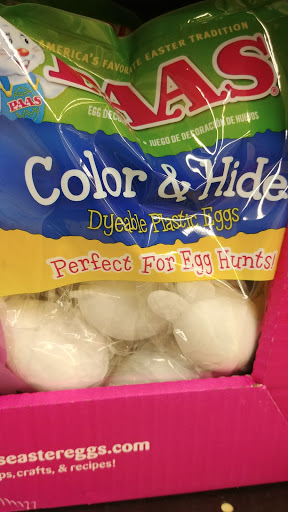 AMERICA'S FAVORITE EASTER TRADITION
PAAS
PAAS®
EGG DEC
JUEGO DE DECORACIÓN DE HUEVOS
Color & Hide
Dyeable Plastic Eggs
Perfect For Egg Hunts!
seastereggs.com
ps, crafts, & recipes!